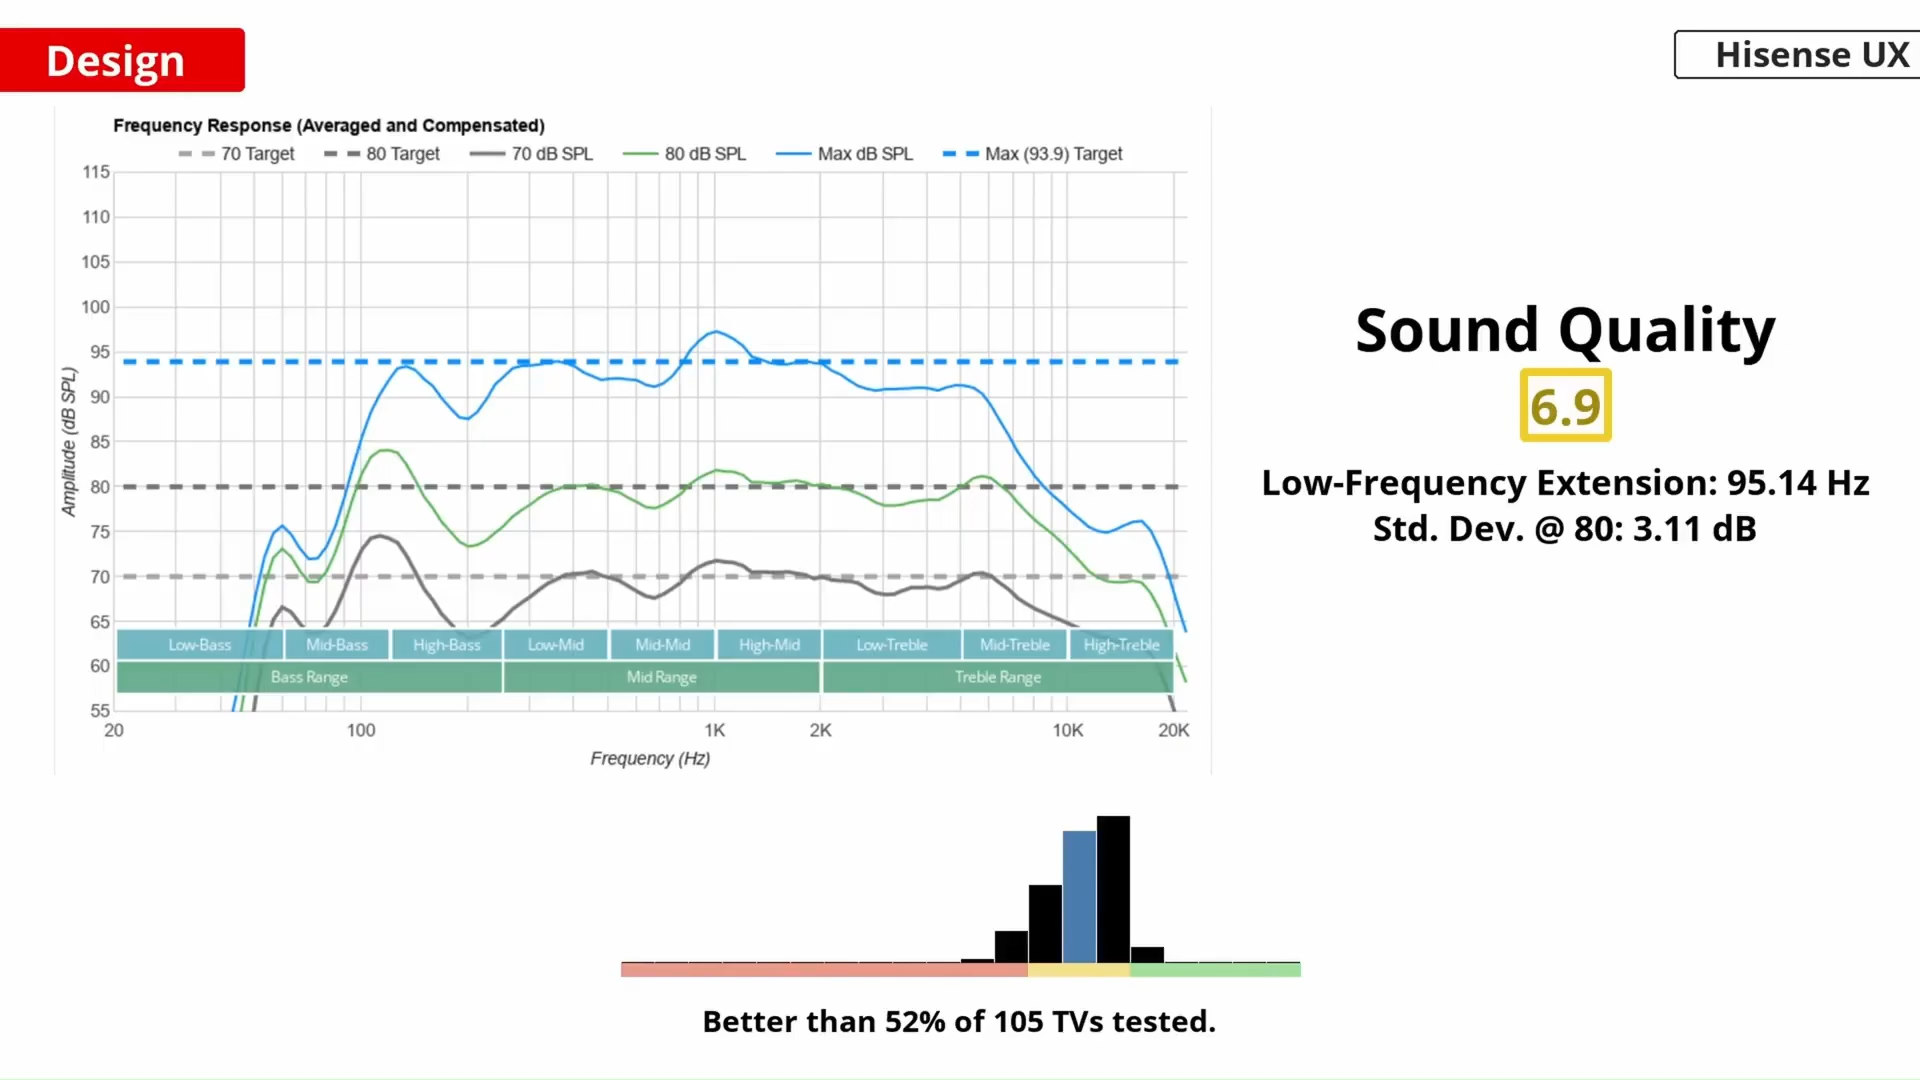 Design
Hisense UX
Frequency Response (Averaged and Compensated)
70 Target 80 Target 70 dB SPL 80 dB SPL Max dB SPL Max (93.9) Target
115
110
105
100
95
90
85
80
75
70
65
60
55
Amplitude (dB SPL)
Low-Bass Mid-Bass High-Bass Low-Mid Mid-Mid High-Mid Low-Treble Mid-Treble High-Treble
Bass Range Mid Range Treble Range
20 100 1K 2K 10K 20K
Frequency (Hz)
Sound Quality
6.9
Low-Frequency Extension: 95.14 Hz
Std. Dev. @ 80: 3.11 dB
Better than 52% of 105 TVs tested.